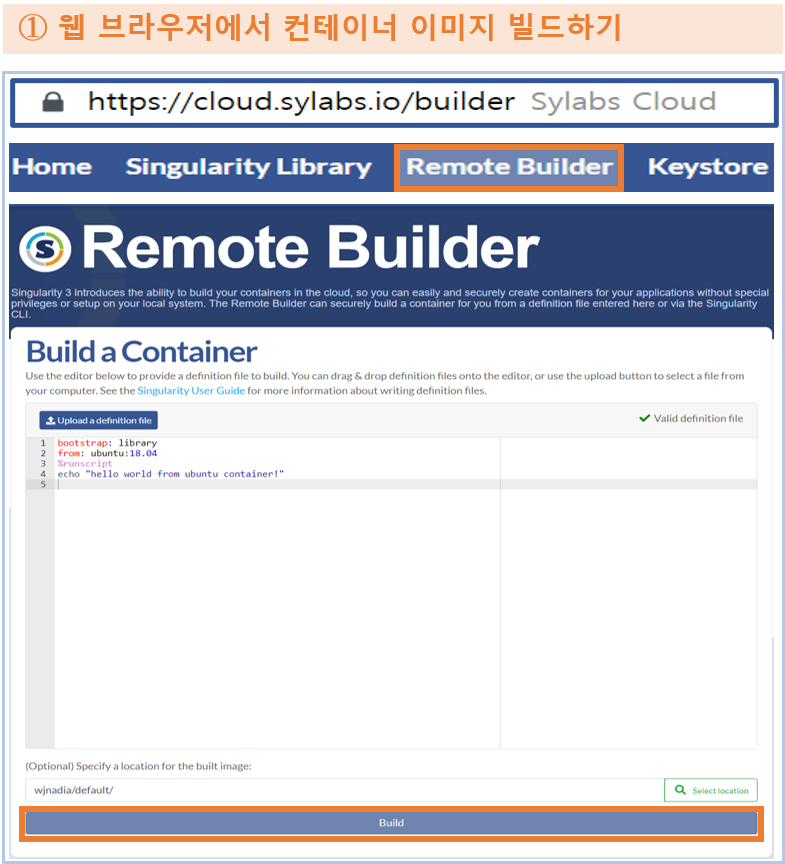 ① 웹 브라우저에서 컨테이너 이미지 빌드하기
https://cloud.sylabs.io/builder Sylabs Cloud
Home Singularity Library Remote Builder Keystore
S Remote Builder
Singularity 3 introduces the ability to build your containers in the cloud, so you can easily and securely create containers for your applications without special
privileges or setup on your local system. The Remote Builder can securely build a container for you from a definition file entered here or via the Singularity
CLI.
Build a Container
Use the editor below to provide a definition file to build. You can drag & drop definition files onto the editor, or use the upload button to select a file from
your computer. See the Singularity User Guide for more information about writing definition files.
Upload a definition file Valid definition file
1 bootstrap: library
2 from: ubuntu:18.04
3 %runscript
4 echo "hello world from ubuntu container!"
5
(Optional) Specify a location for the built image:
wjnadia/default/ Select location
Build